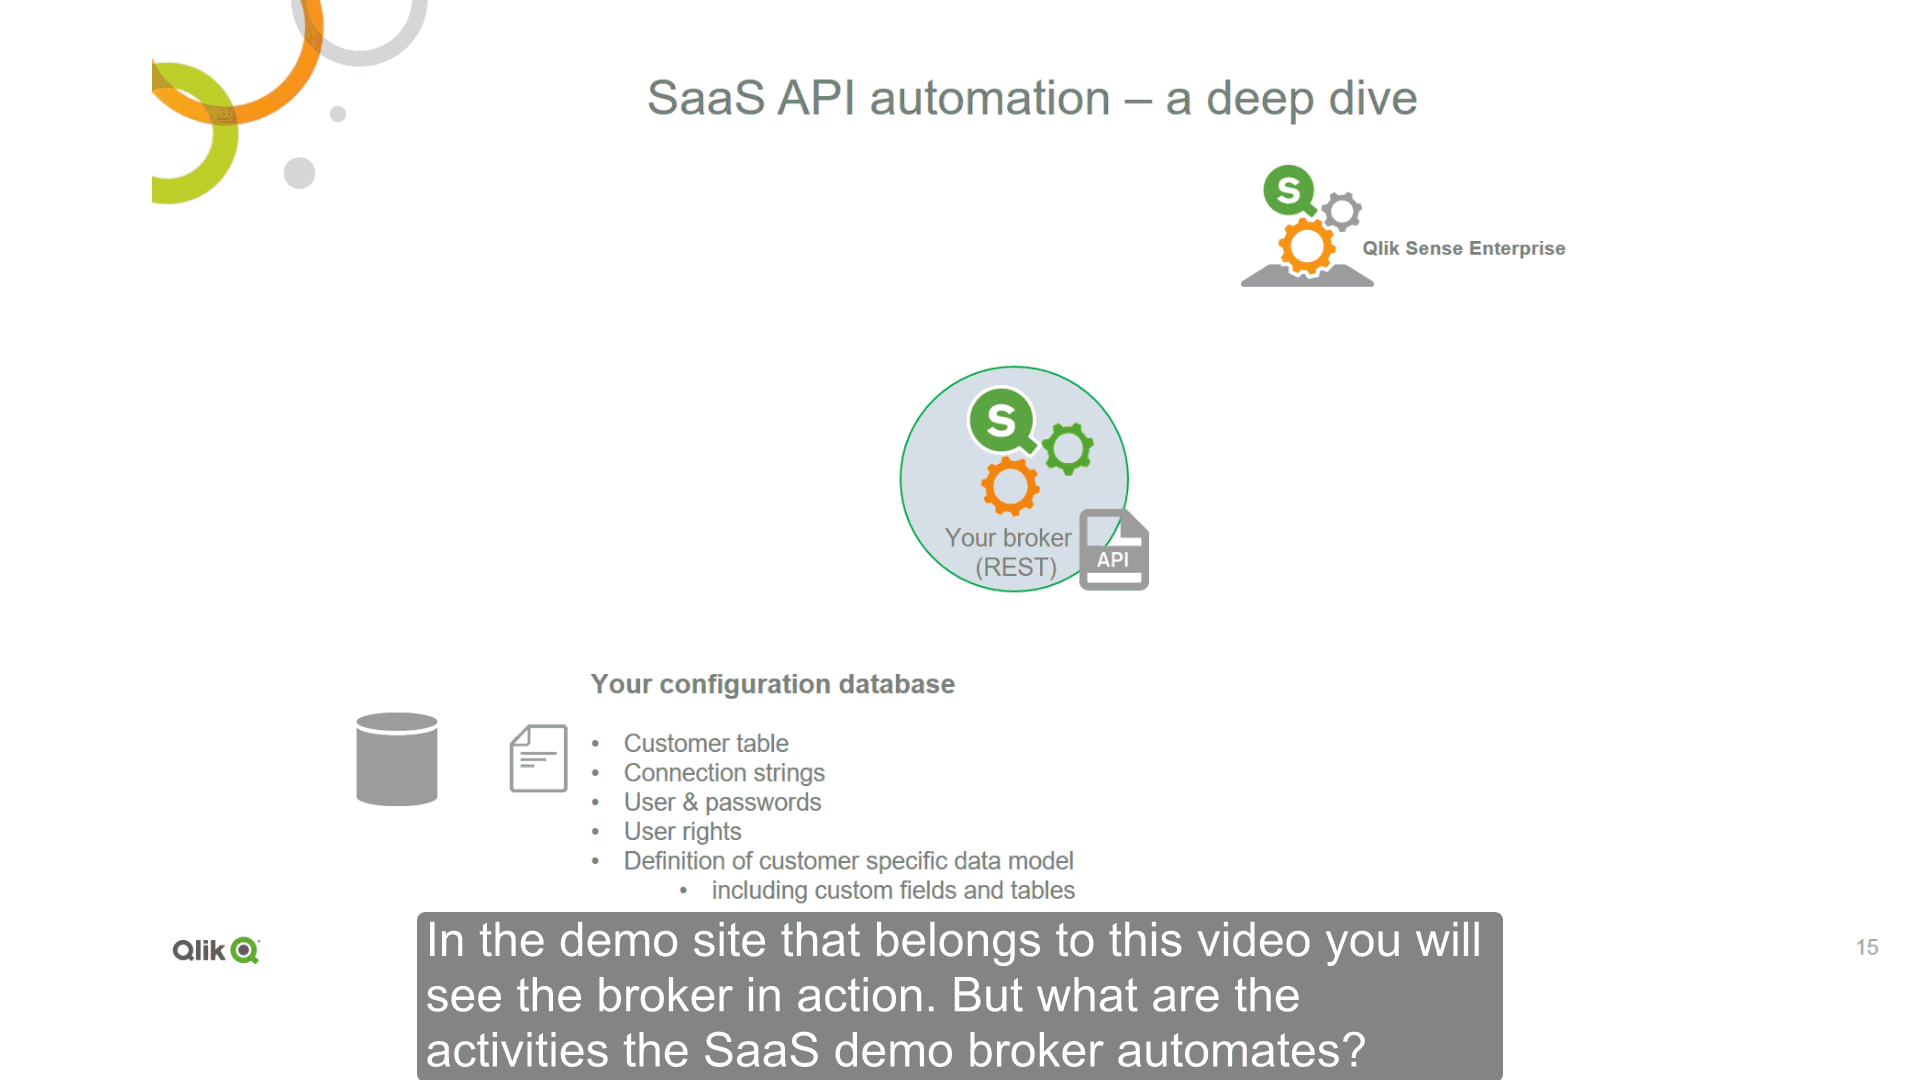 SaaS API automation – a deep dive
S
Qlik Sense Enterprise
S
Your broker
(REST)
API
Your configuration database
• Customer table
• Connection strings
• User & passwords
• User rights
• Definition of customer specific data model
• including custom fields and tables
Qlik
15
In the demo site that belongs to this video you will
see the broker in action. But what are the
activities the SaaS demo broker automates?